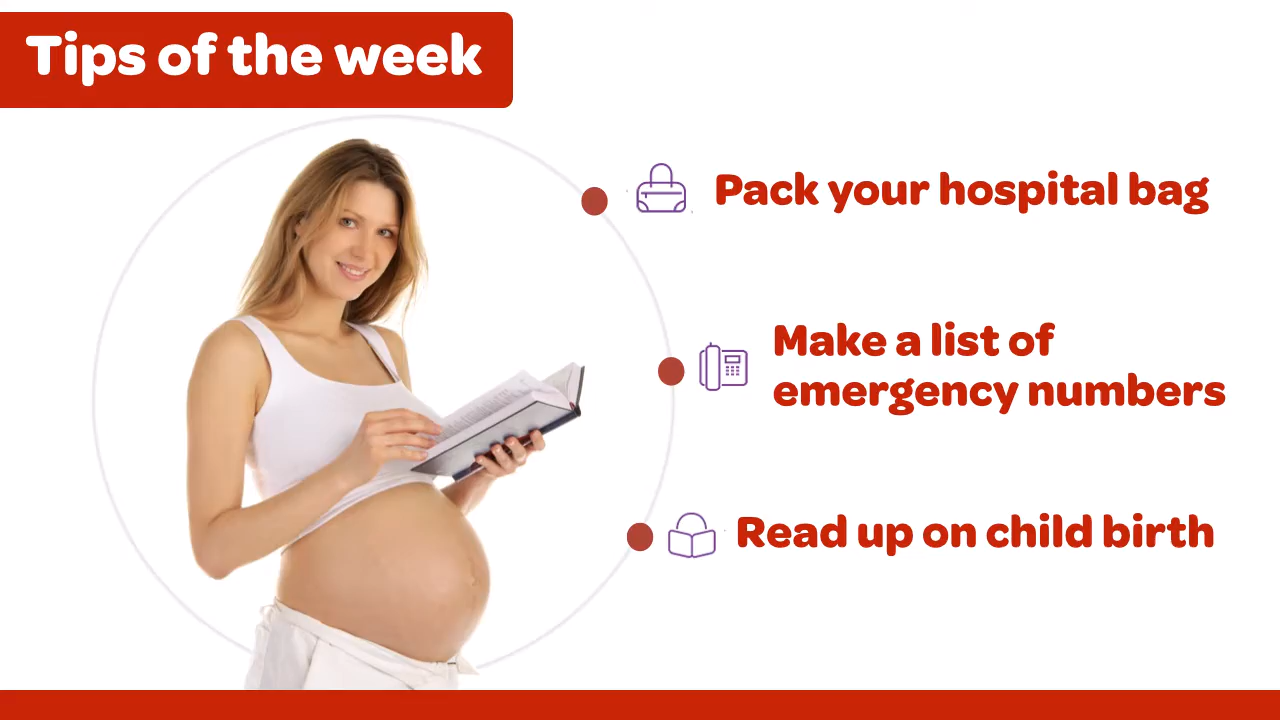 Tips of the week
Pack your hospital bag
Make a list of
emergency numbers
Read up on child birth